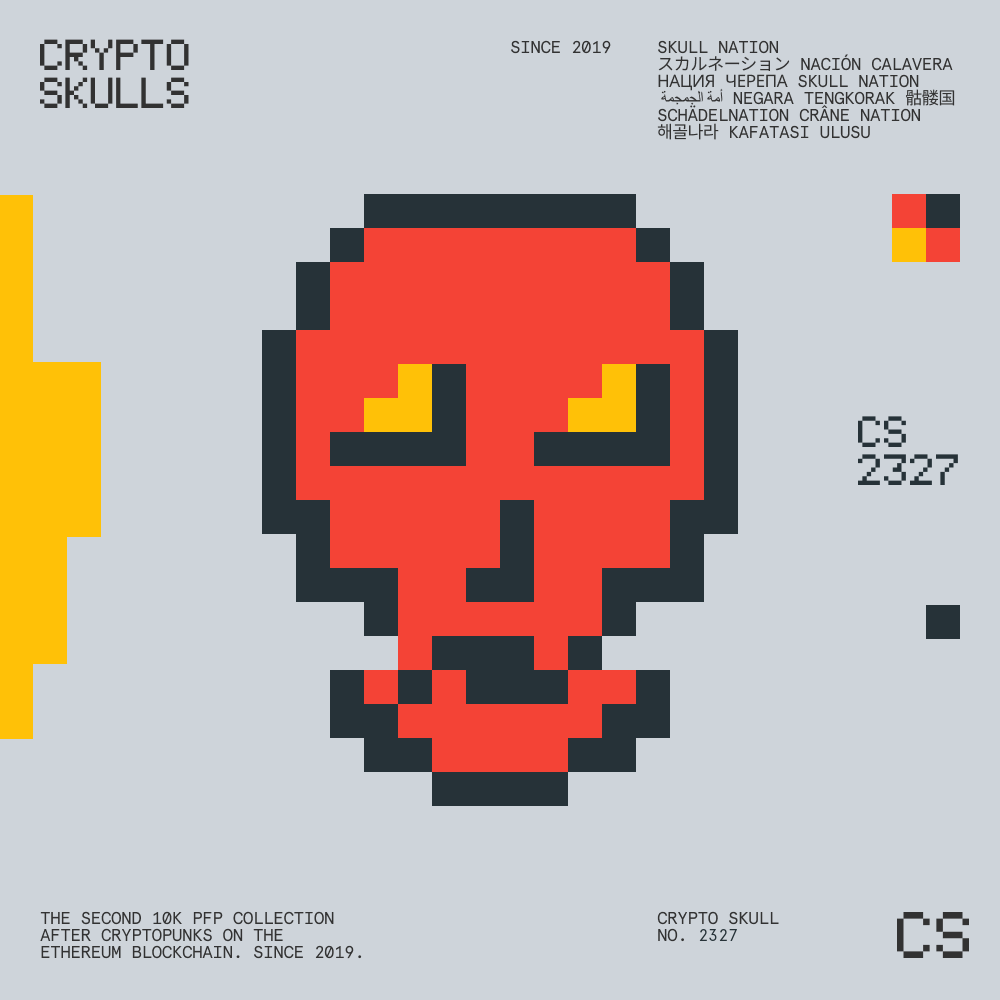 CRYPTO
SKULLS
SINCE 2019
SKULL NATION
スカルネーション NACIÓN CALAVERA
НАЦИЯ ЧЕРЕПА SKULL NATION
أمة الجمجمة NEGARA TENGKORAK 骷髅国
SCHÄDELNATION CRÂNE NATION
해골나라 KAFATASI ULUSU
CS
2327
THE SECOND 10K PFP COLLECTION
AFTER CRYPTOPUNKS ON THE
ETHEREUM BLOCKCHAIN. SINCE 2019.
CRYPTO SKULL
NO. 2327
CS